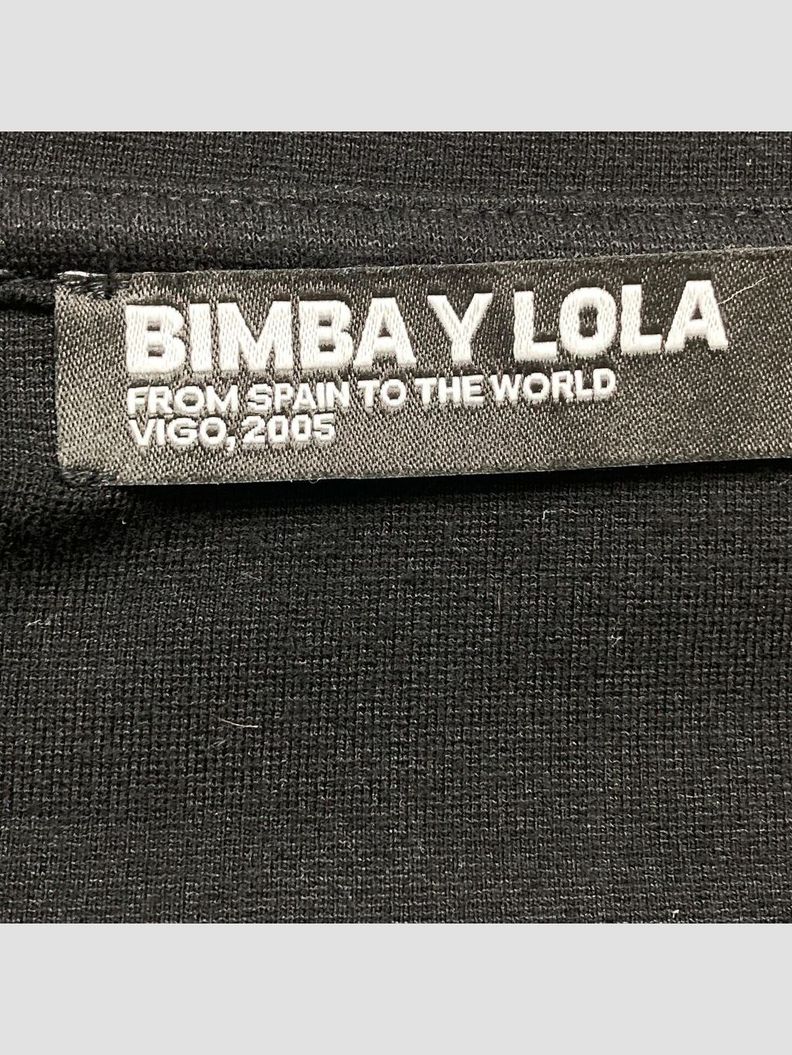 BIMBA Y LOLA
FROM SPAIN TO THE WORLD
VIGO, 2005